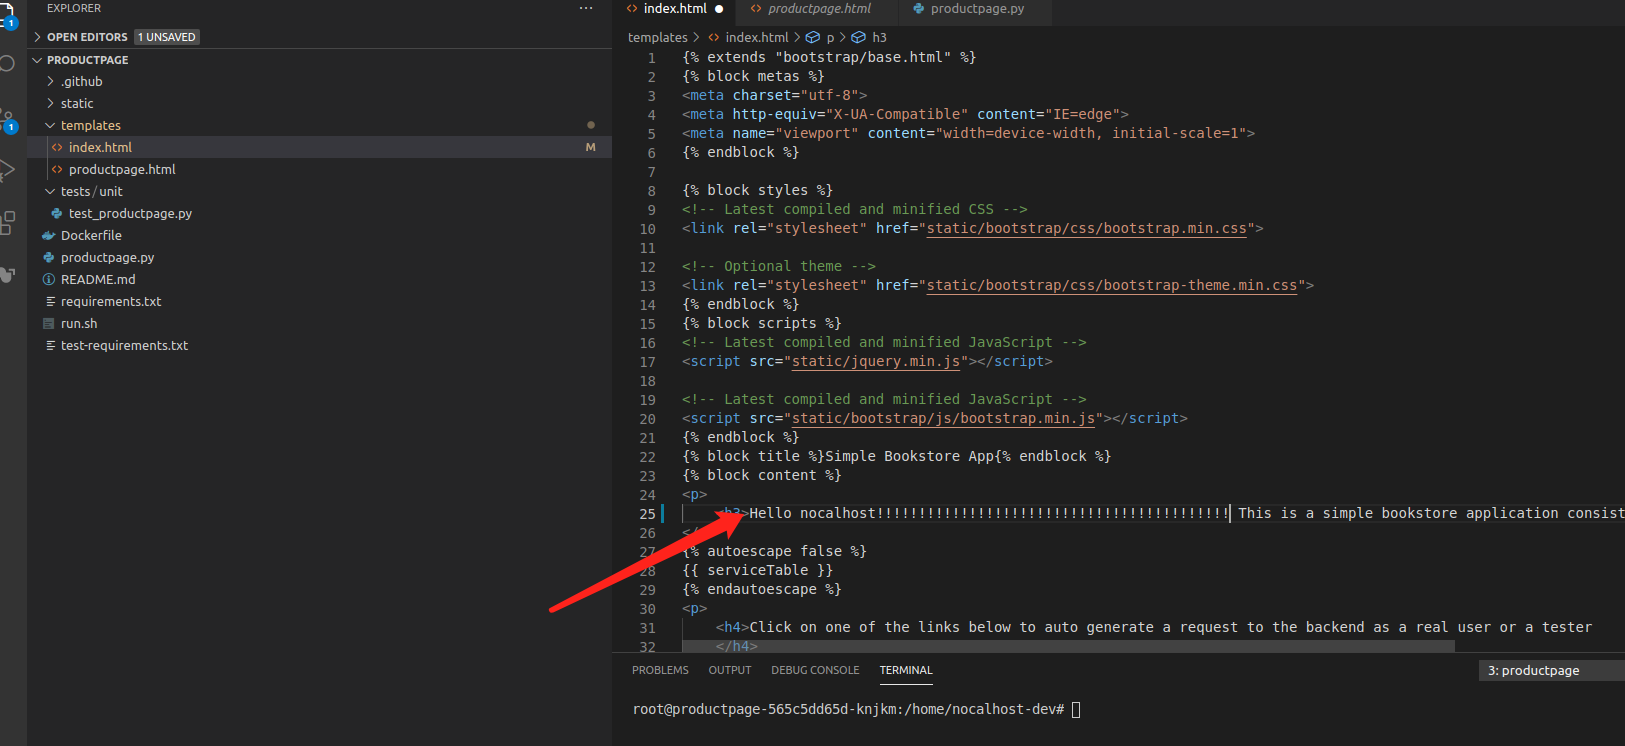 EXPLORER
OPEN EDITORS 1 UNSAVED
PRODUCTPAGE
.github
static
templates
index.html M
productpage.html
tests/unit
test_productpage.py
Dockerfile
productpage.py
README.md
requirements.txt
run.sh
test-requirements.txt
1
1
index.html
productpage.html
productpage.py
templates > index.html > p > h3
1 {% extends "bootstrap/base.html" %}
2 {% block metas %}
3 <meta charset="utf-8">
4 <meta http-equiv="X-UA-Compatible" content="IE=edge">
5 <meta name="viewport" content="width=device-width, initial-scale=1">
6 {% endblock %}
7
8 {% block styles %}
9 <!-- Latest compiled and minified CSS -->
10 <link rel="stylesheet" href="static/bootstrap/css/bootstrap.min.css">
11
12 <!-- Optional theme -->
13 <link rel="stylesheet" href="static/bootstrap/css/bootstrap-theme.min.css">
14 {% endblock %}
15 {% block scripts %}
16 <!-- Latest compiled and minified JavaScript -->
17 <script src="static/jquery.min.js"></script>
18
19 <!-- Latest compiled and minified JavaScript -->
20 <script src="static/bootstrap/js/bootstrap.min.js"></script>
21 {% endblock %}
22 {% block title %}Simple Bookstore App{% endblock %}
23 {% block content %}
24 <p>
25 <h3>Hello nocalhost!!!!!!!!!!!!!!!!!!!!!!!!!!!!!!!!!!!!!!!!!! This is a simple bookstore application consist
26 </
27 {% autoescape false %}
28 {{ serviceTable }}
29 {% endautoescape %}
30 <p>
31 <h4>Click on one of the links below to auto generate a request to the backend as a real user or a tester
32 </h4>
PROBLEMS OUTPUT DEBUG CONSOLE TERMINAL 3: productpage
root@productpage-565c5dd65d-knjkm:/home/nocalhost-dev#